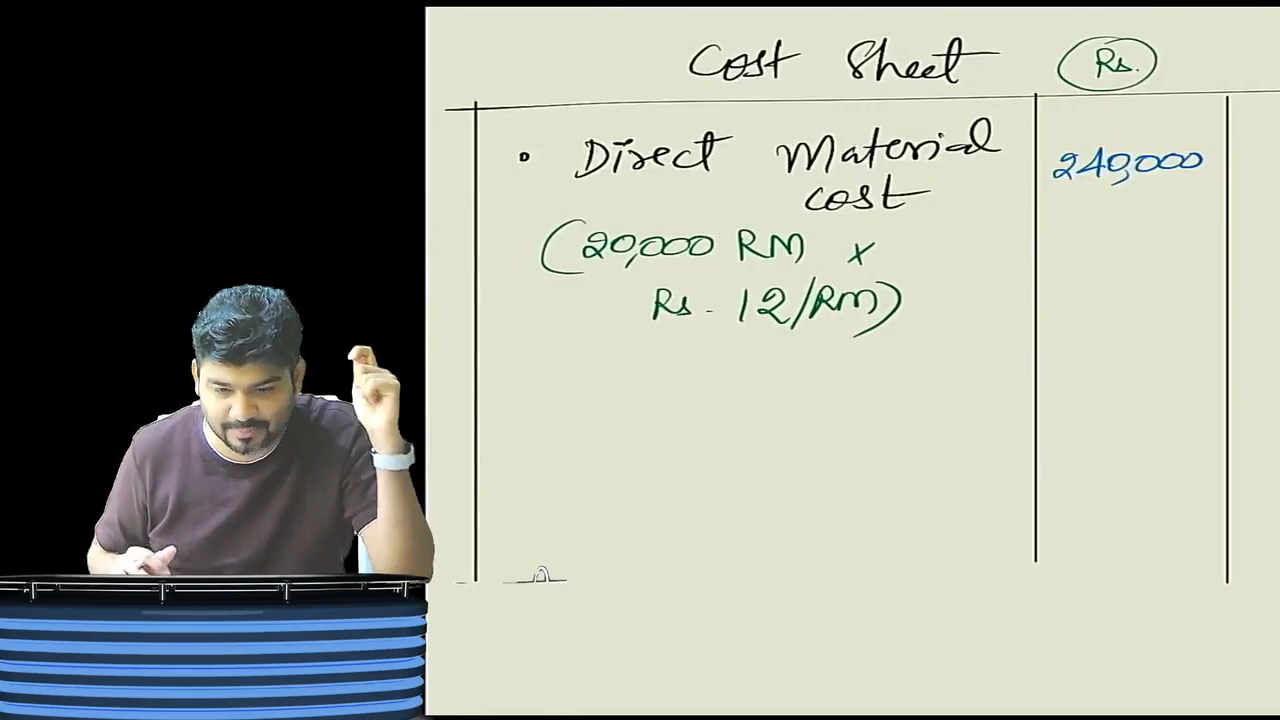 Cost Sheet Rs.
• Direct Material 240,000
cost
(20,000 RM x
Rs. 12/RM)